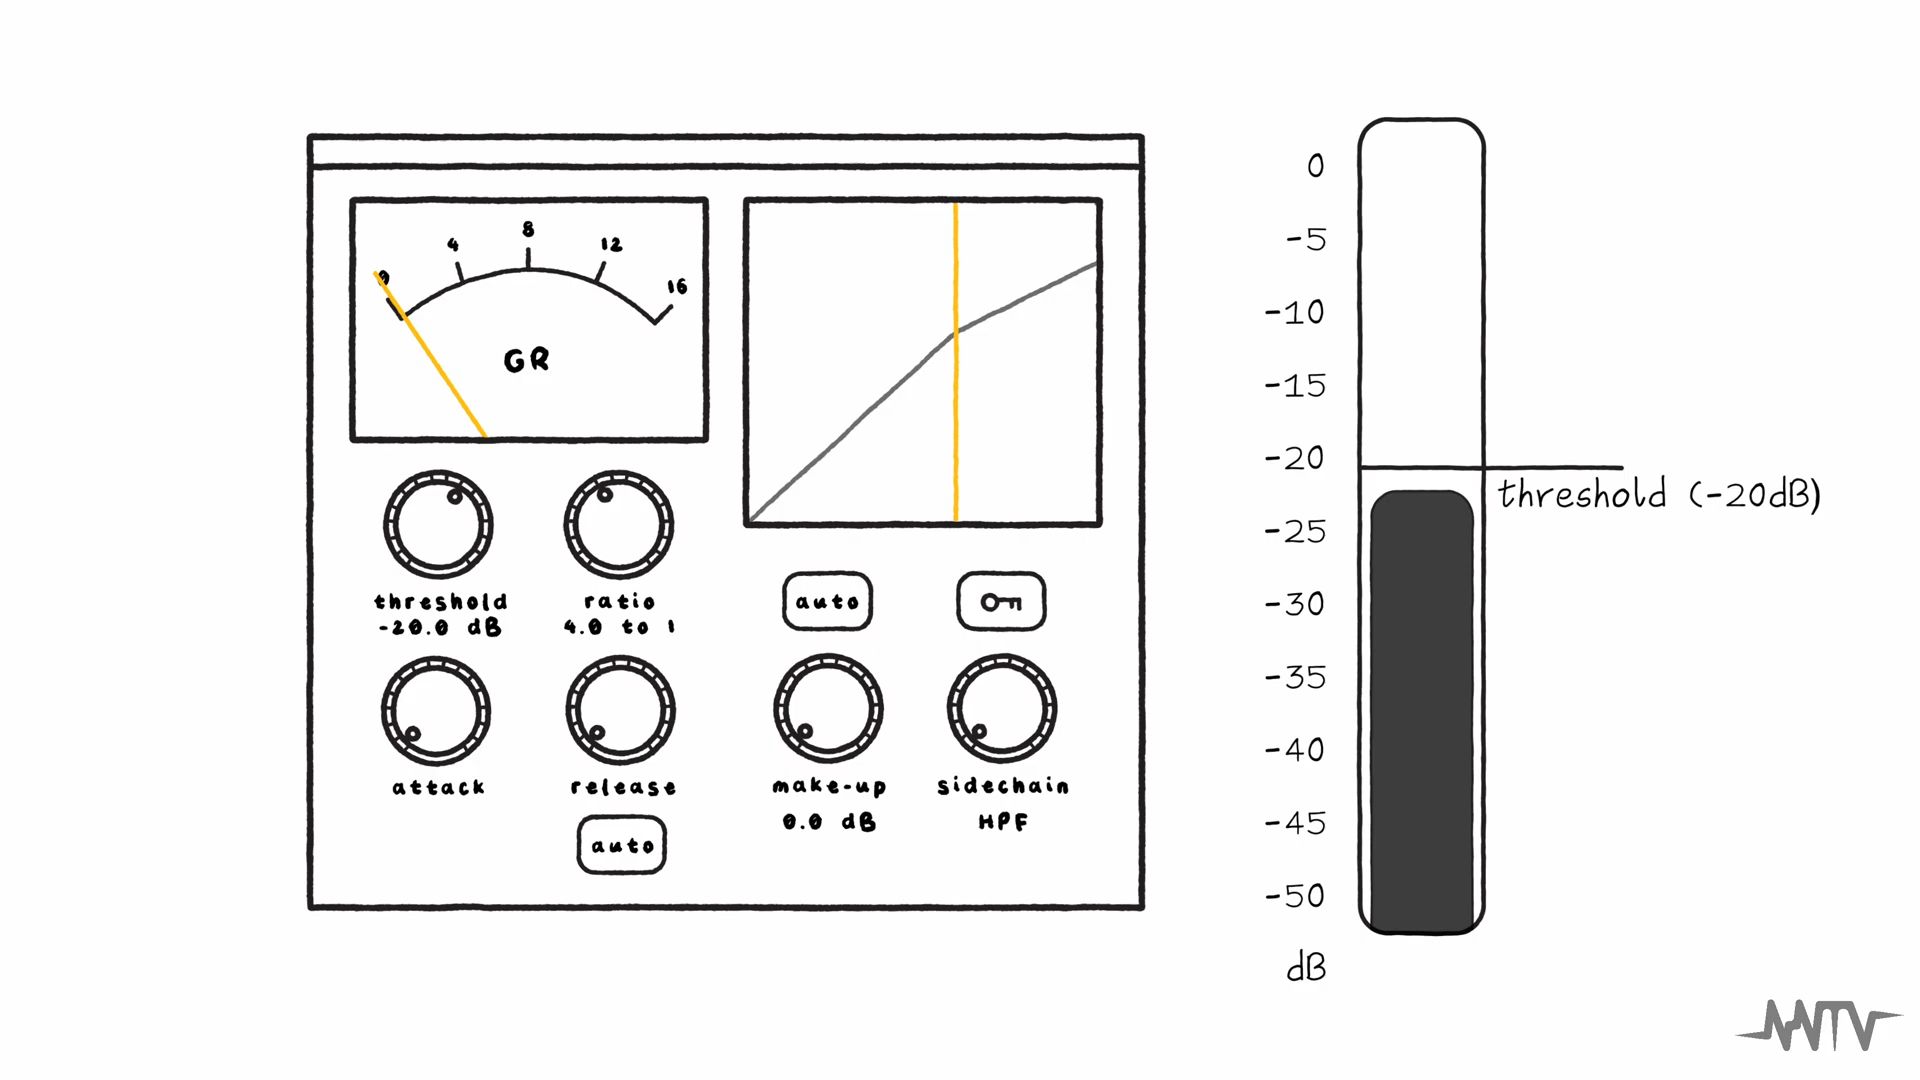 0
4
8
12
16
GR
threshold
-20.0 dB
ratio
4.0 to 1
attack
release
auto
auto
make-up
0.0 dB
sidechain
HPF
0
-5
-10
-15
-20
-25
-30
-35
-40
-45
-50
dB
threshold (-20dB)
MNTV